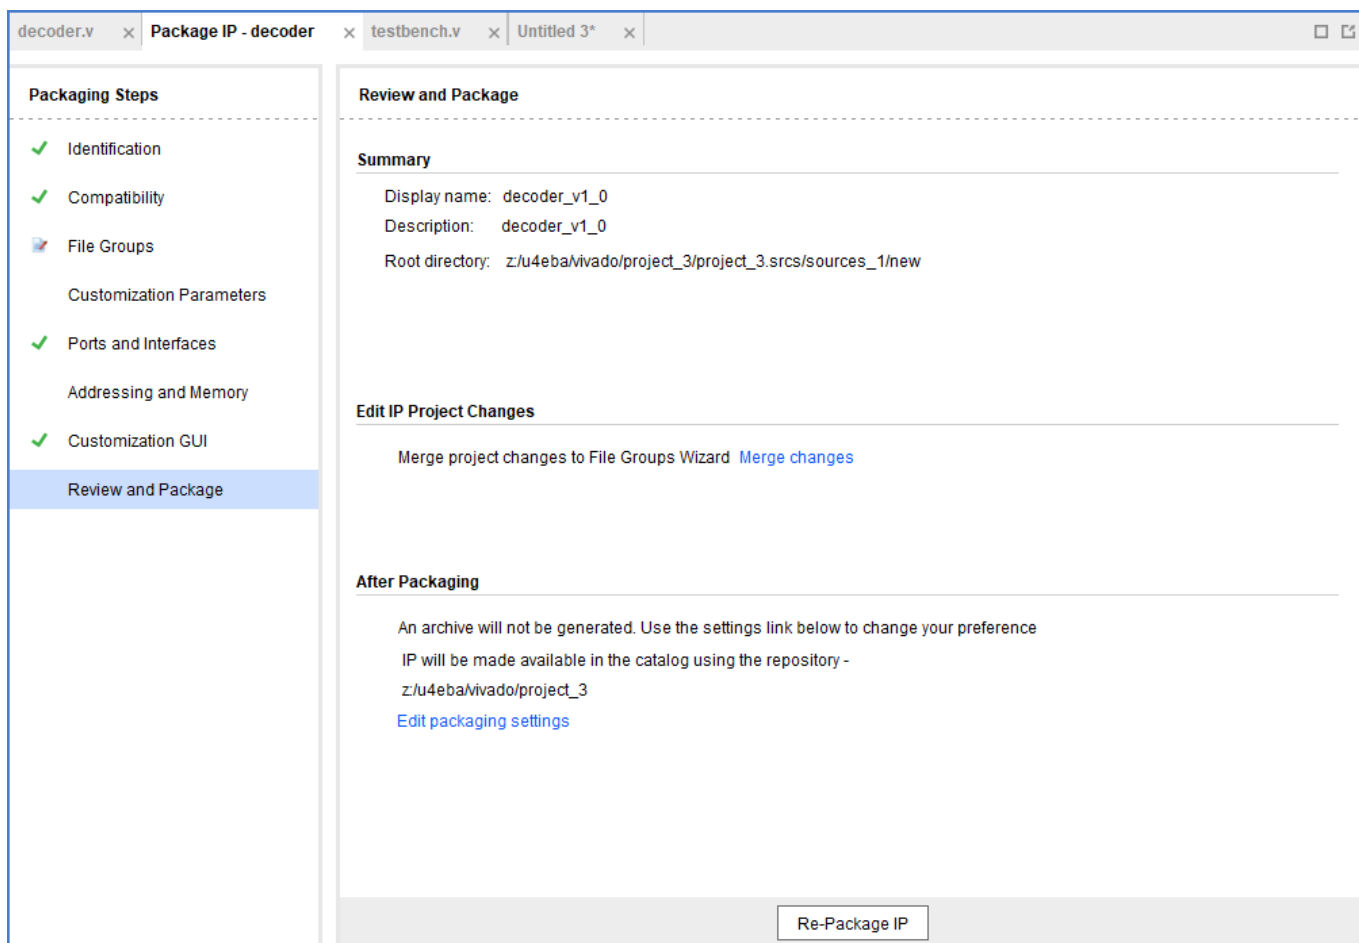 decoder.v Package IP - decoder testbench.v Untitled 3*
Packaging Steps
Identification
Compatibility
File Groups
Customization Parameters
Ports and Interfaces
Addressing and Memory
Customization GUI
Review and Package
Review and Package
Summary
Display name: decoder_v1_0
Description: decoder_v1_0
Root directory: z:/u4eba/vivado/project_3/project_3.srcs/sources_1/new
Edit IP Project Changes
Merge project changes to File Groups Wizard Merge changes
After Packaging
An archive will not be generated. Use the settings link below to change your preference
IP will be made available in the catalog using the repository -
z:/u4eba/vivado/project_3
Edit packaging settings
Re-Package IP